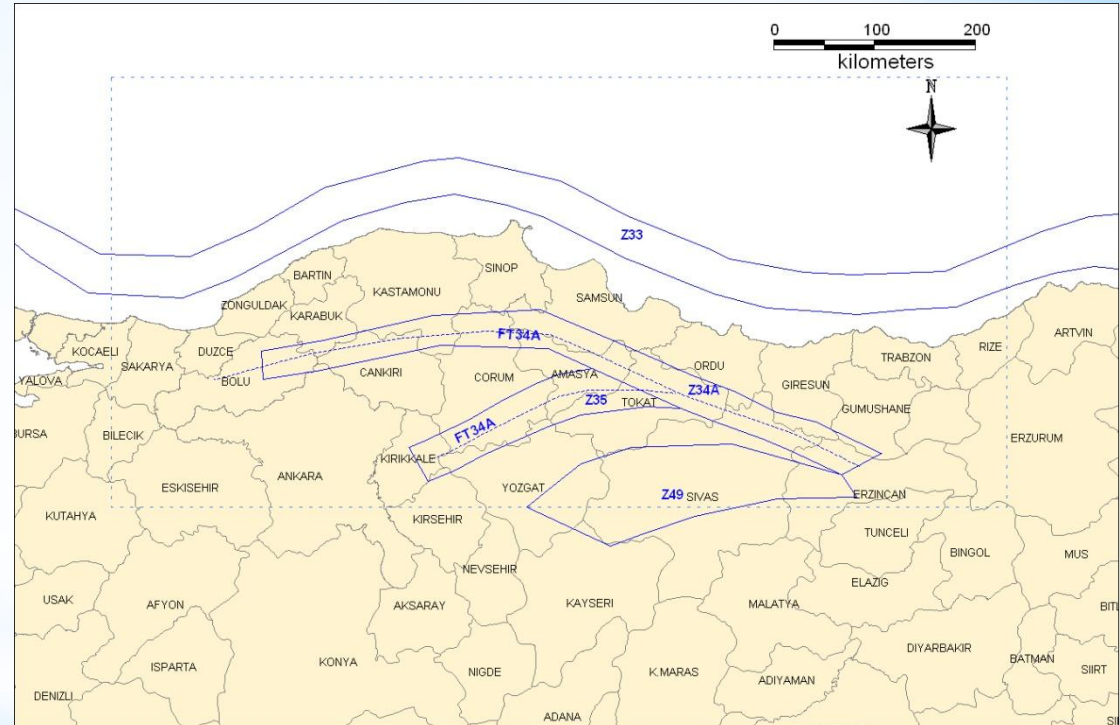 0 100 200
kilometers
N
Z33
SINOP
BARTIN
KASTAMONU
SAMSUN
ZONGULDAK
KARABUK
ARTVIN
FT34A
RIZE
KOCAELI
DUZCE
TRABZON
SAKARYA
ORDU
YALOVA
BOLU
CANKIRI
CORUM
AMASYA
GIRESUN
Z34A
Z35
TOKAT
GUMUSHANE
FT34A
BURSA
BILECIK
ERZURUM
KIRIKKALE
ANKARA
ESKISEHIR
YOZGAT
Z49
SIVAS
ERZINCAN
KUTAHYA
KIRSEHIR
TUNCELI
BINGOL
MUS
NEVSEHIR
ELAZIG
USAK
AFYON
AKSARAY
KAYSERI
MALATYA
DIYARBAKIR
KONYA
BATMAN
ISPARTA
NIGDE
K.MARAS
SIIRT
ADIYAMAN
DENIZLI
ADANA